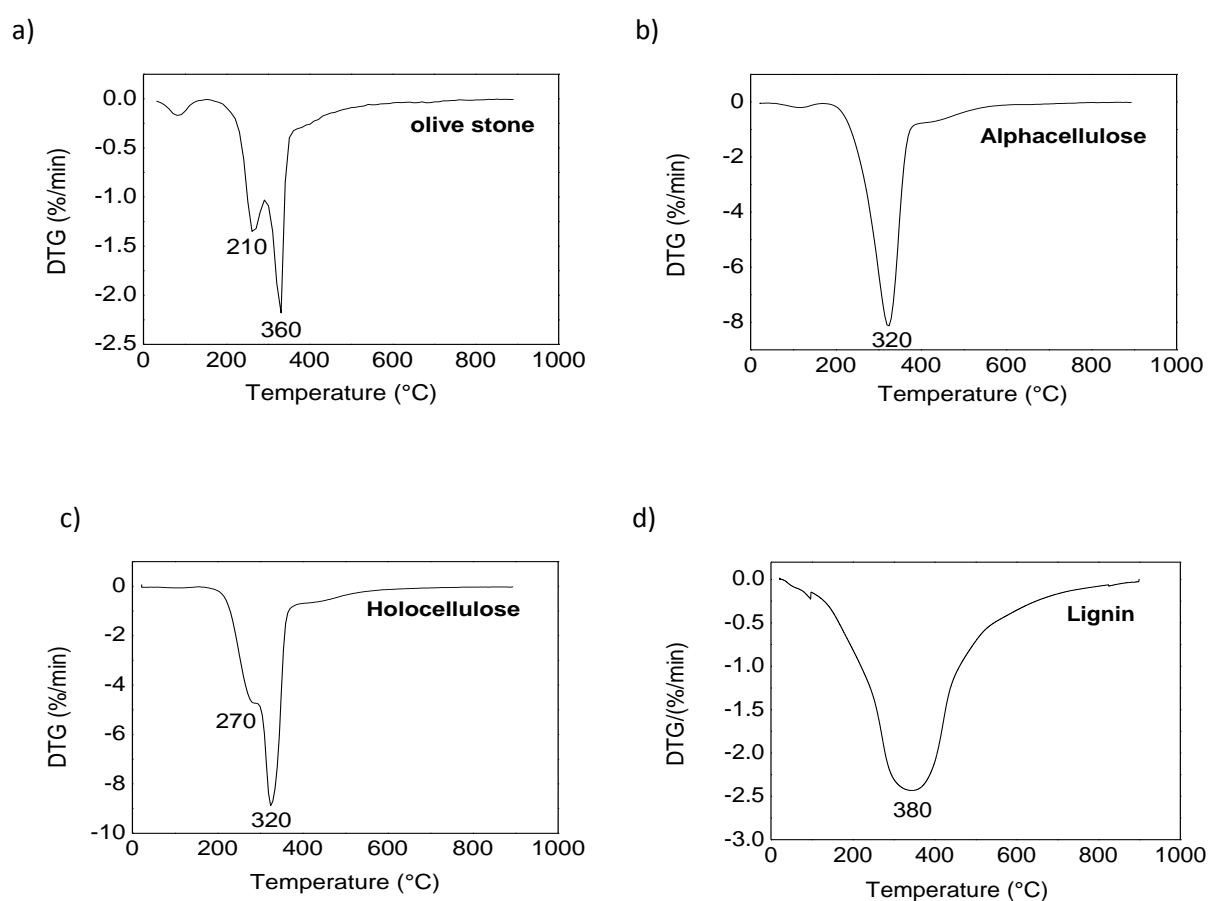 a)
0.0
-0.5
-1.0
-1.5
-2.0
-2.5
DTG (%/min)
olive stone
210
360
0 200 400 600 800 1000
Temperature (°C)
b)
0
-2
-4
-6
-8
DTG (%/min)
Alphacellulose
320
0 200 400 600 800 1000
Temperature (°C)
c)
0
-2
-4
-6
-8
-10
DTG (%/min)
Holocellulose
270
320
0 200 400 600 800 1000
Temperature (°C)
d)
0.0
-0.5
-1.0
-1.5
-2.0
-2.5
-3.0
DTG/(%/min)
Lignin
380
0 200 400 600 800 1000
Temperature (°C)